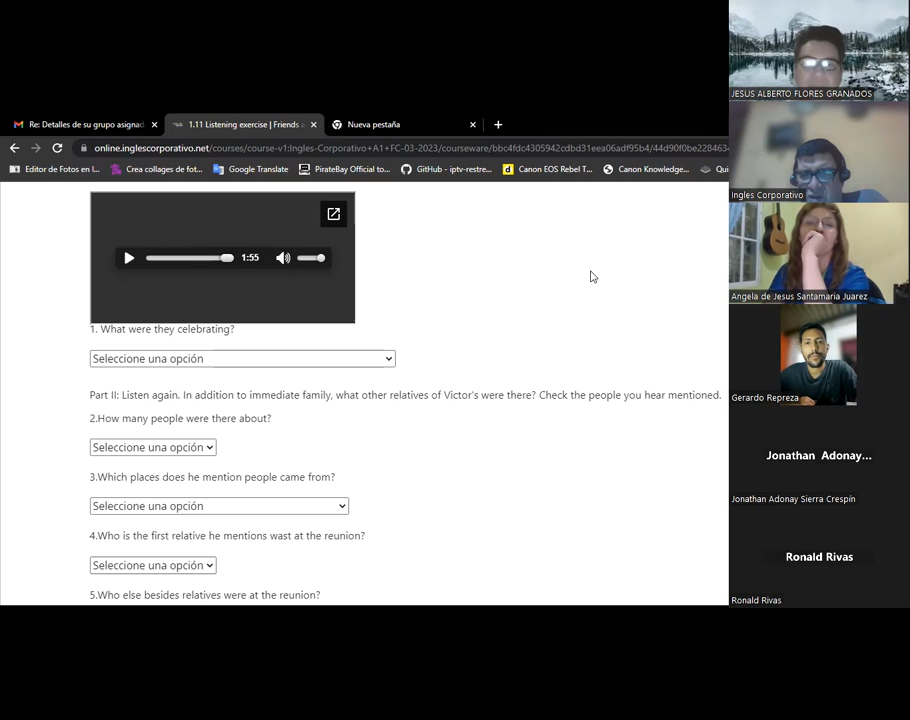 Re: Detalles de su grupo asignad
1.11 Listening exercise | Friends a
Nueva pestaña
online.inglescorporativo.net/courses/course-v1:Ingles-Corporativo+A1+FC-03-2023/courseware/bbc4fdc4305942cdbd31eea06adf95b4/44d90f0be2284634
Editor de Fotos en l...
Crea collages de fot...
Google Translate
PirateBay Official to...
GitHub - iptv-restre...
Canon EOS Rebel T...
Canon Knowledge...
Qui
1:55
1. What were they celebrating?
Seleccione una opción
Part II: Listen again. In addition to immediate family, what other relatives of Victor's were there? Check the people you hear mentioned.
2.How many people were there about?
Seleccione una opción
3.Which places does he mention people came from?
Seleccione una opción
4.Who is the first relative he mentions wast at the reunion?
Seleccione una opción
5.Who else besides relatives were at the reunion?
JESUS ALBERTO FLORES GRANADOS
Ingles Corporativo
Angela de Jesus Santamaria Juarez
Gerardo Repreza
Jonathan Adonay...
Jonathan Adonay Sierra Crespín
Ronald Rivas
Ronald Rivas